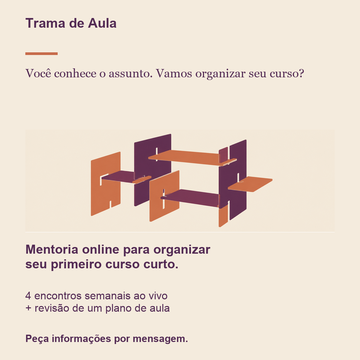 Trama de Aula
Você conhece o assunto. Vamos organizar seu curso?
Mentoria online para organizar
seu primeiro curso curto.
4 encontros semanais ao vivo
+ revisão de um plano de aula
Peça informações por mensagem.